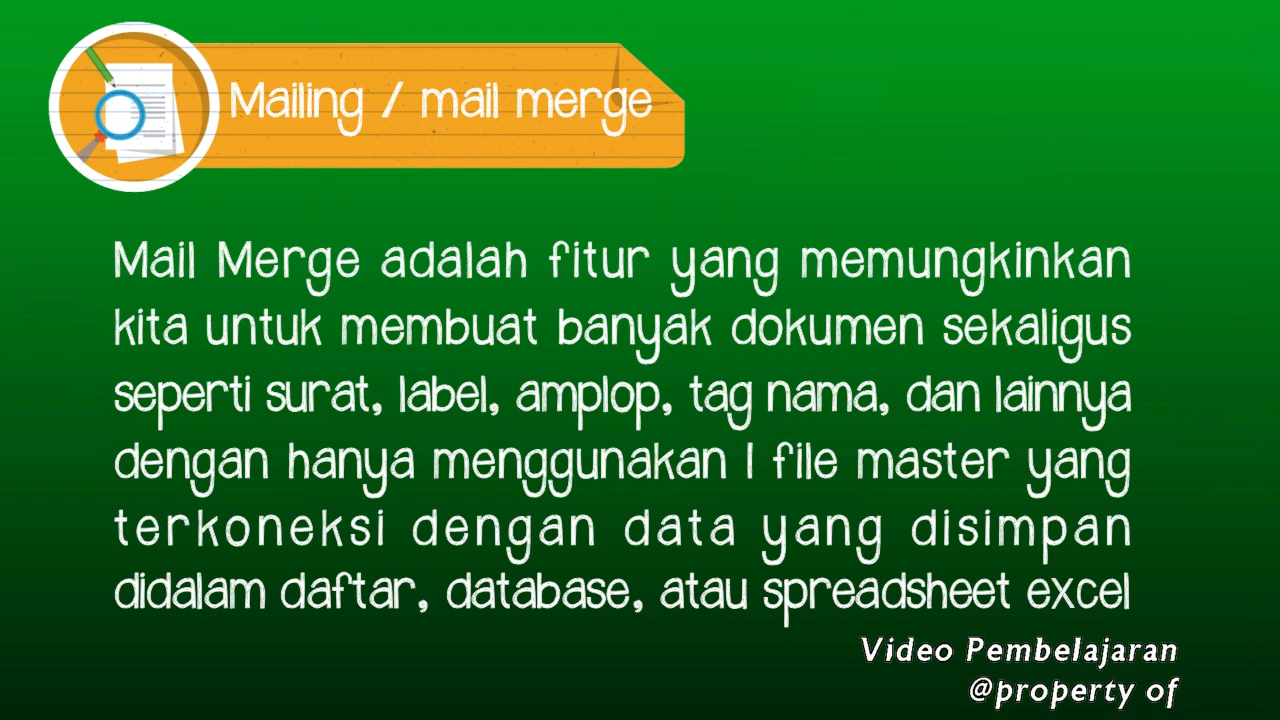 Mailing / mail merge
Mail Merge adalah fitur yang memungkinkan
kita untuk membuat banyak dokumen sekaligus
seperti surat, label, amplop, tag nama, dan lainnya
dengan hanya menggunakan 1 file master yang
terkoneksi dengan data yang disimpan
didalam daftar, database, atau spreadsheet excel
Video Pembelajaran
@property of